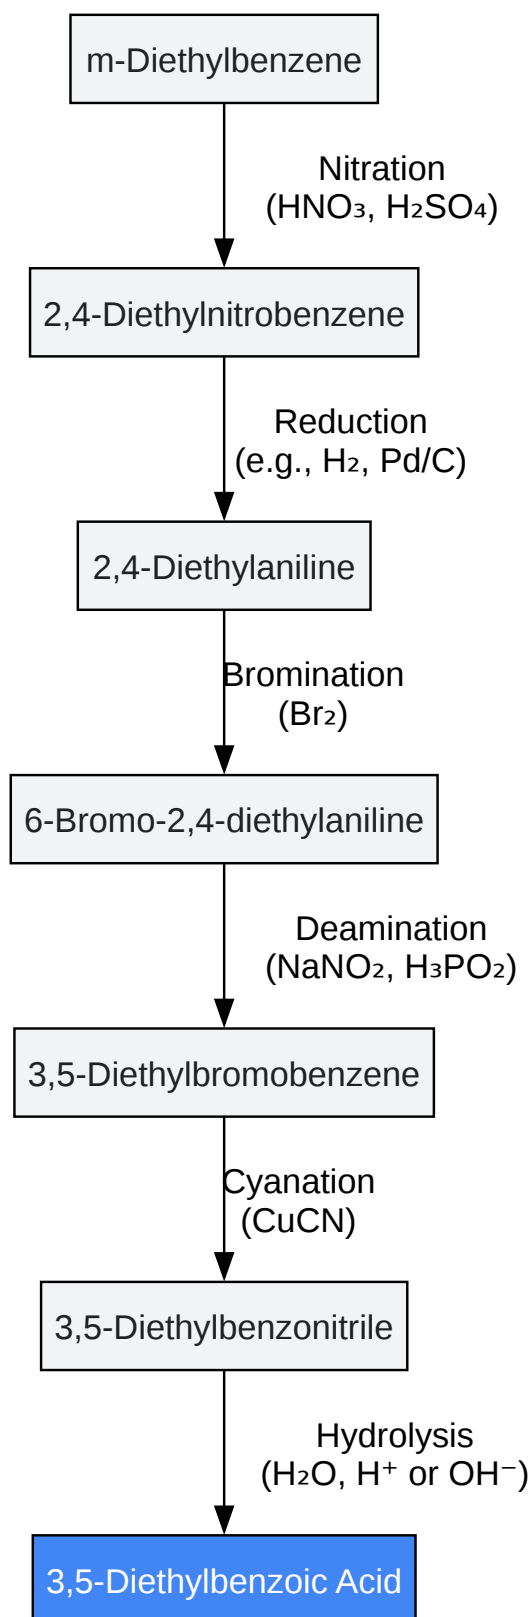 m-Diethylbenzene
Nitration
(HNO₃, H₂SO₄)
2,4-Diethylnitrobenzene
Reduction
(e.g., H₂, Pd/C)
2,4-Diethylaniline
Bromination
(Br₂)
6-Bromo-2,4-diethylaniline
Deamination
(NaNO₂, H₃PO₂)
3,5-Diethylbromobenzene
Cyanation
(CuCN)
3,5-Diethylbenzonitrile
Hydrolysis
(H₂O, H⁺ or OH⁻)
3,5-Diethylbenzoic Acid